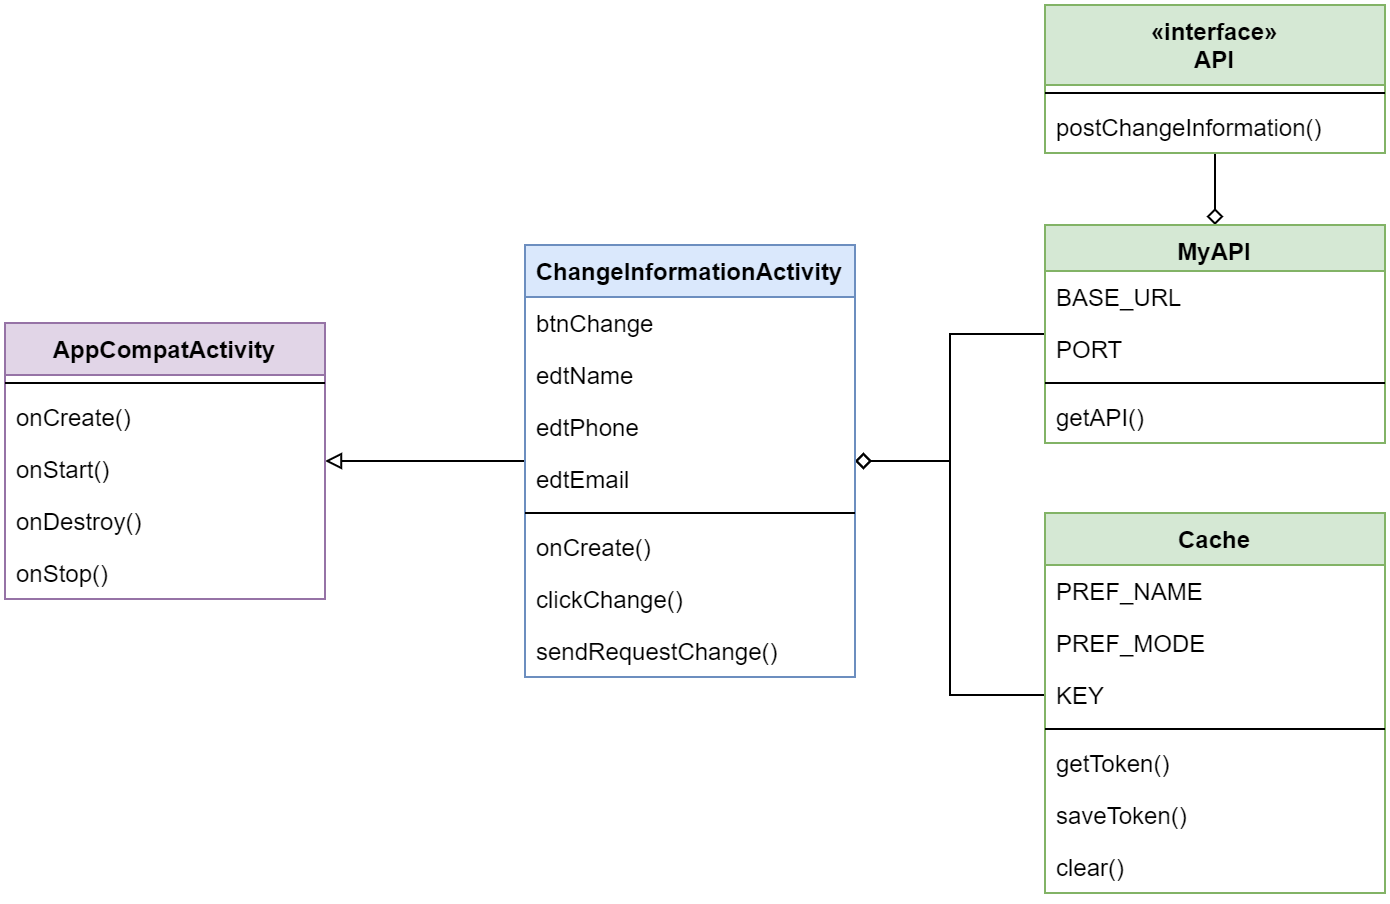 «interface»
API
postChangeInformation()
MyAPI
BASE_URL
PORT
getAPI()
ChangeInformationActivity
btnChange
edtName
edtPhone
edtEmail
onCreate()
clickChange()
sendRequestChange()
AppCompatActivity
onCreate()
onStart()
onDestroy()
onStop()
Cache
PREF_NAME
PREF_MODE
KEY
getToken()
saveToken()
clear()